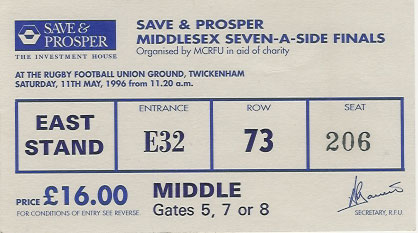 SAVE &
PROSPER
THE INVESTMENT HOUSE
SAVE & PROSPER
MIDDLESEX SEVEN-A-SIDE FINALS
Organised by MCRFU in aid of charity
AT THE RUGBY FOOTBALL UNION GROUND, TWICKENHAM
SATURDAY, 11TH MAY, 1996 FROM 11.20 a.m.
EAST
STAND
ENTRANCE
E32
ROW
73
SEAT
206
PRICE £16.00
FOR CONDITIONS OF ENTRY SEE REVERSE
MIDDLE
Gates 5, 7 or 8
SECRETARY, R.F.U.